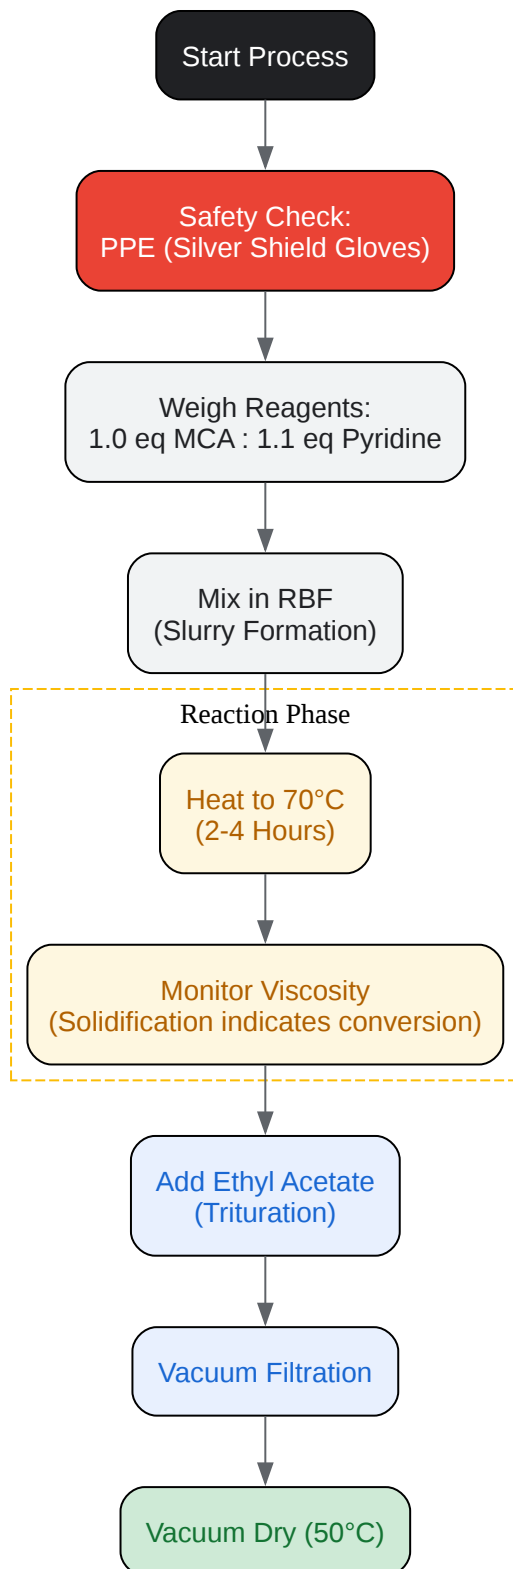 Start Process
Safety Check:
PPE (Silver Shield Gloves)
Weigh Reagents:
1.0 eq MCA : 1.1 eq Pyridine
Mix in RBF
(Slurry Formation)
Reaction Phase
Heat to 70°C
(2-4 Hours)
Monitor Viscosity
(Solidification indicates conversion)
Add Ethyl Acetate
(Trituration)
Vacuum Filtration
Vacuum Dry (50°C)